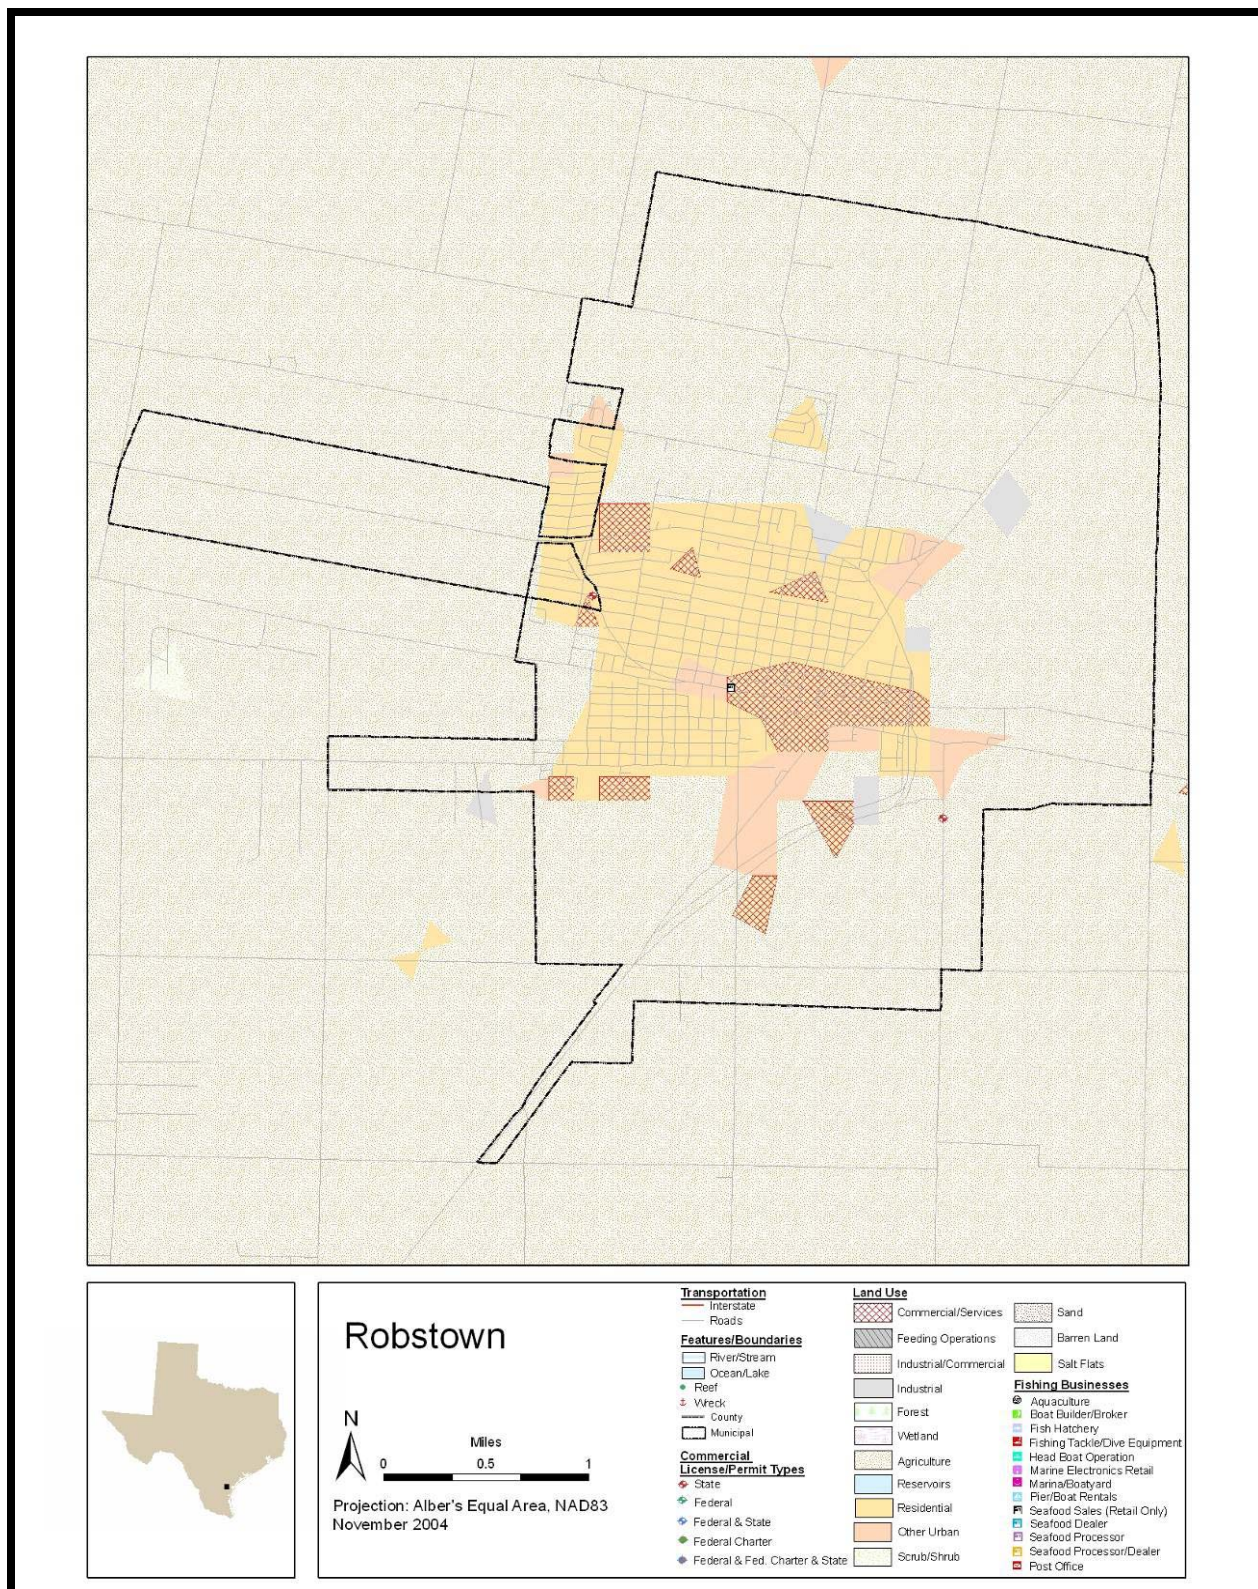 Robstown
N
Miles
0 0.5 1
Projection: Alber's Equal Area, NAD83
November 2004
Transportation
Interstate
Roads
Features/Boundaries
River/Stream
Ocean/Lake
Reef
Wreck
County
Municipal
Commercial
License/Permit Types
State
Federal
Federal & State
Federal Charter
Federal & Fed. Charter & State
Land Use
Commercial/Services
Feeding Operations
Industrial/Commercial
Industrial
Forest
Wetland
Agriculture
Reservoirs
Residential
Other Urban
Scrub/Shrub
Sand
Barren Land
Salt Flats
Fishing Businesses
Aquaculture
Boat Builder/Broker
Fish Hatchery
Fishing Tackle/Dive Equipment
Head Boat Operation
Marine Electronics Retail
Marina/Boatyard
Pier/Boat Rentals
Seafood Sales (Retail Only)
Seafood Dealer
Seafood Processor
Seafood Processor/Dealer
Post Office